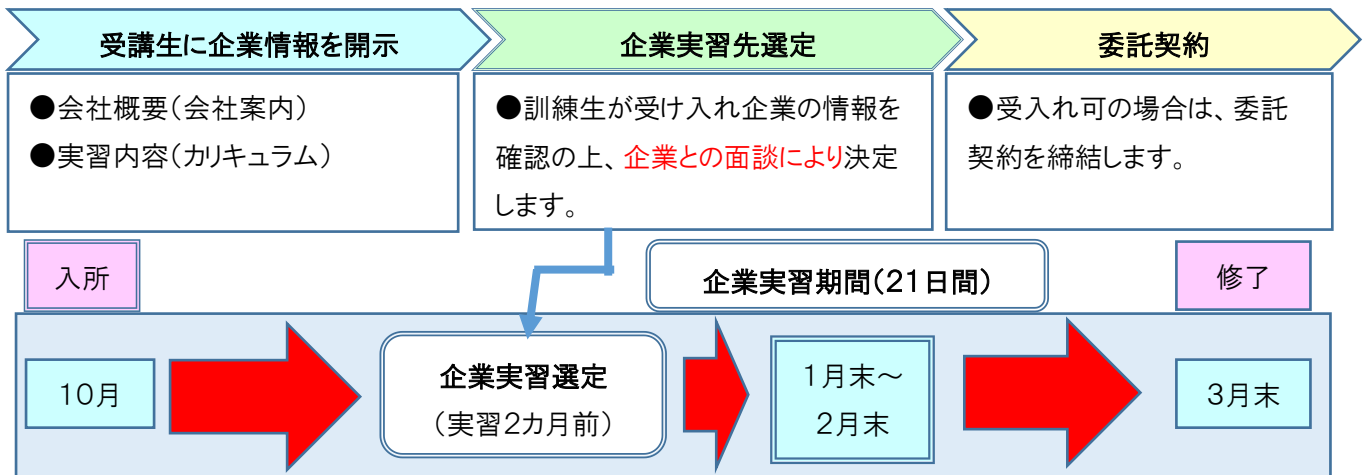 受講生に企業情報を開示
企業実習先選定
委託契約
●会社概要(会社案内)
●実習内容(カリキュラム)
●訓練生が受け入れ企業の情報を
確認の上、企業との面談により決定
します。
●受入れ可の場合は、委託
契約を締結します。
入所
企業実習期間(21日間)
修了
10月
企業実習選定
(実習2カ月前)
1月末～
2月末
3月末